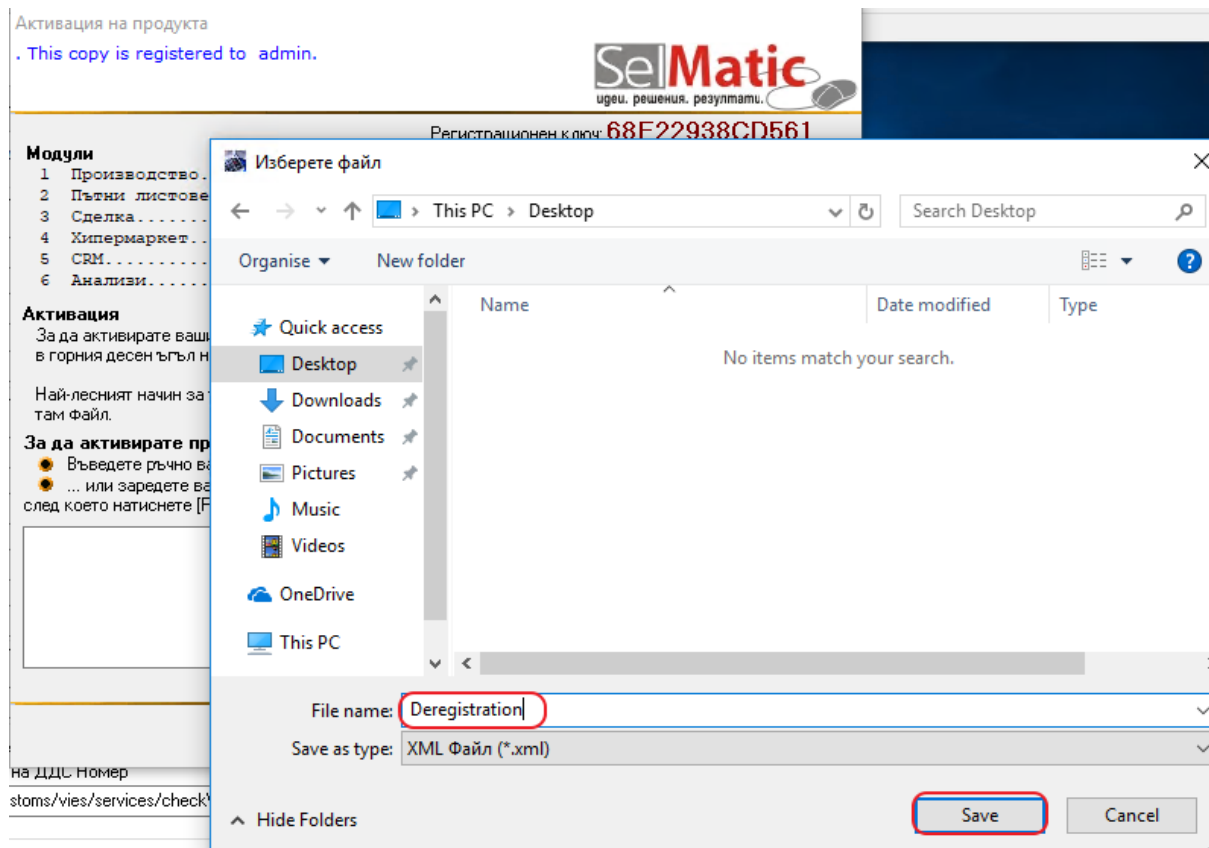 Активация на продукта
. This copy is registered to admin.
SelMatic
идеи. решения. резултати.
Регистрационен ключ: 68F22938CD561
Модули
1 Производство.
2 Пътни листове
3 Сделка.......
4 Хипермаркет..
5 CRM..........
6 Анализи......
Активация
За да активирате ваши
в горния десен ъгъл н
Най-лесният начин за
там файл.
За да активирате пр
Въведете ръчно ва
... или заредете ва
след което натиснете [F
на ДДС Номер
stoms/vies/services/check
Изберете файл
This PC > Desktop
Search Desktop
Organise
New folder
Name
Date modified
Type
Quick access
No items match your search.
Desktop
Downloads
Documents
Pictures
Music
Videos
OneDrive
This PC
File name: Deregistration
Save as type: XML Файл (*.xml)
Hide Folders
Save
Cancel